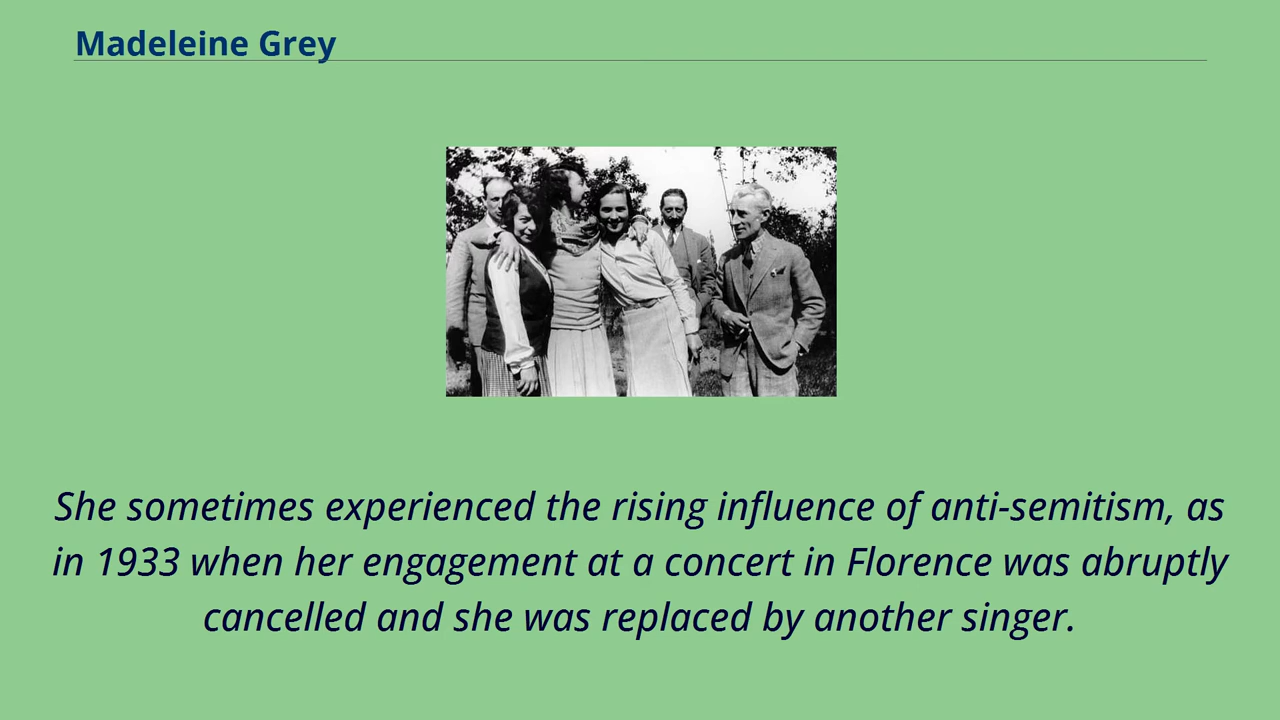 Madeleine Grey
She sometimes experienced the rising influence of anti-semitism, as
in 1933 when her engagement at a concert in Florence was abruptly
cancelled and she was replaced by another singer.